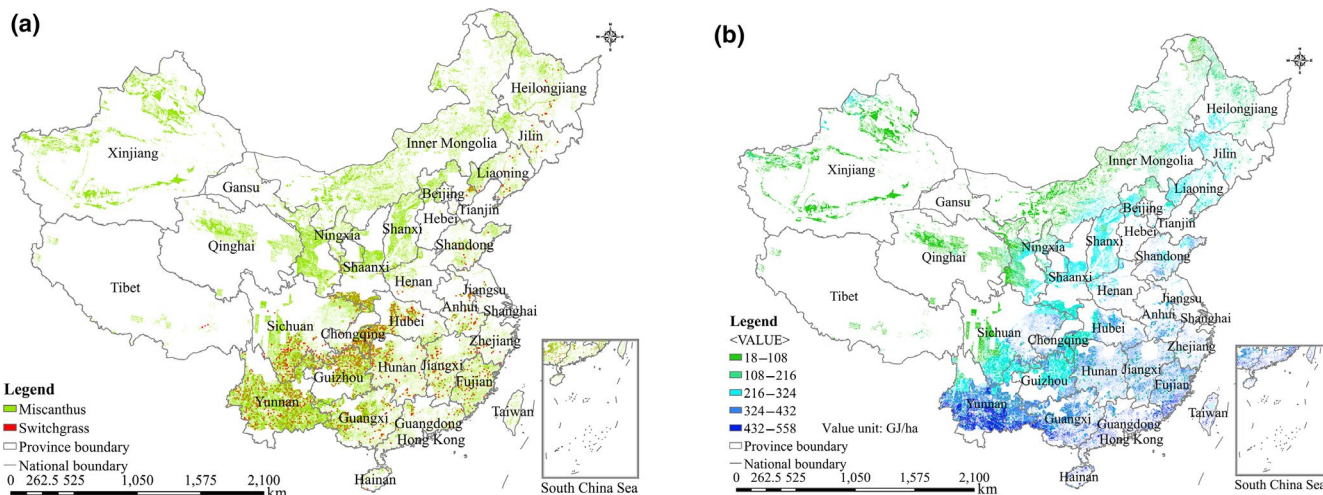 (a)
Heilongjiang
Jilin
Inner Mongolia
Xinjiang
Liaoning
Gansu
Beijing
Tianjin
Hebei
Shanxi
Ningxia
Qinghai
Shandong
Shaanxi
Henan
Jiangsu
Tibet
Anhui
Shanghai
Hubei
Sichuan
Chongqing
Zhejiang
Hunan
Jiangxi
Guizhou
Fujian
Yunnan
Guangxi
Taiwan
Guangdong
Hong Kong
Hainan
Legend
Miscanthus
Switchgrass
Province boundary
National boundary
0 262.5 525 1,050 1,575 2,100
km
South China Sea
(b)
Heilongjiang
Inner Mongolia
Jilin
Xinjiang
Liaoning
Gansu
Beijing
Tianjin
Hebei
Shanxi
Ningxia
Qinghai
Shandong
Shaanxi
Henan
Jiangsu
Tibet
Anhui
Shanghai
Hubei
Sichuan
Chongqing
Zhejiang
Hunan
Jiangxi
Guizhou
Fujian
Yunnan
Guangxi
Taiwan
Guangdong
Hong Kong
Hainan
Legend
<VALUE>
18–108
108–216
216–324
324–432
432–558
Value unit: GJ/ha
Province boundary
National boundary
0 262.5 525 1,050 1,575 2,100
km
South China Sea